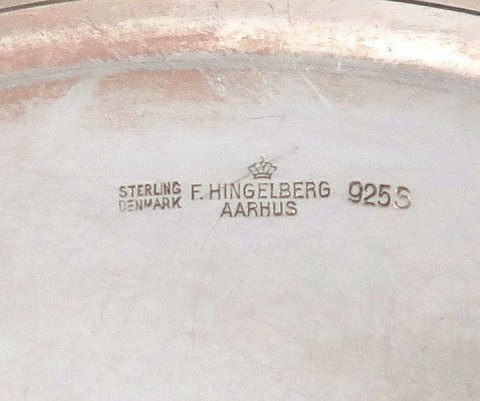 STERLING
DENMARK
F. HINGELBERG
AARHUS
925S